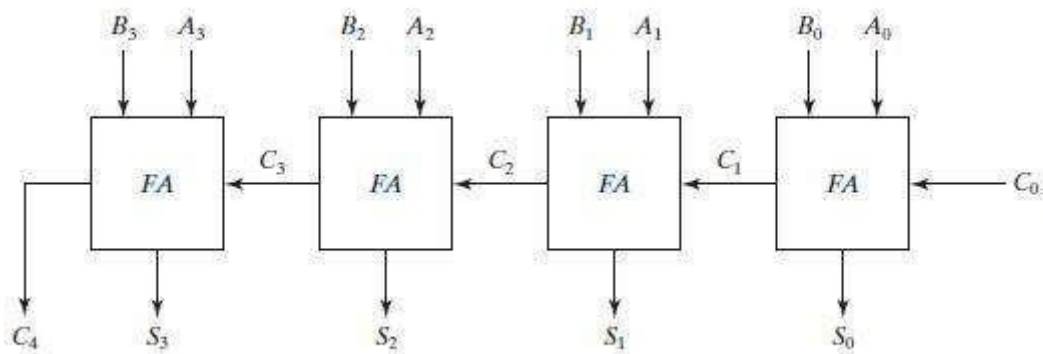 B₃ A₃ B₂ A₂ B₁ A₁ B₀ A₀
C₃ C₂ C₁
FA FA FA FA C₀
C₄ S₃ S₂ S₁ S₀